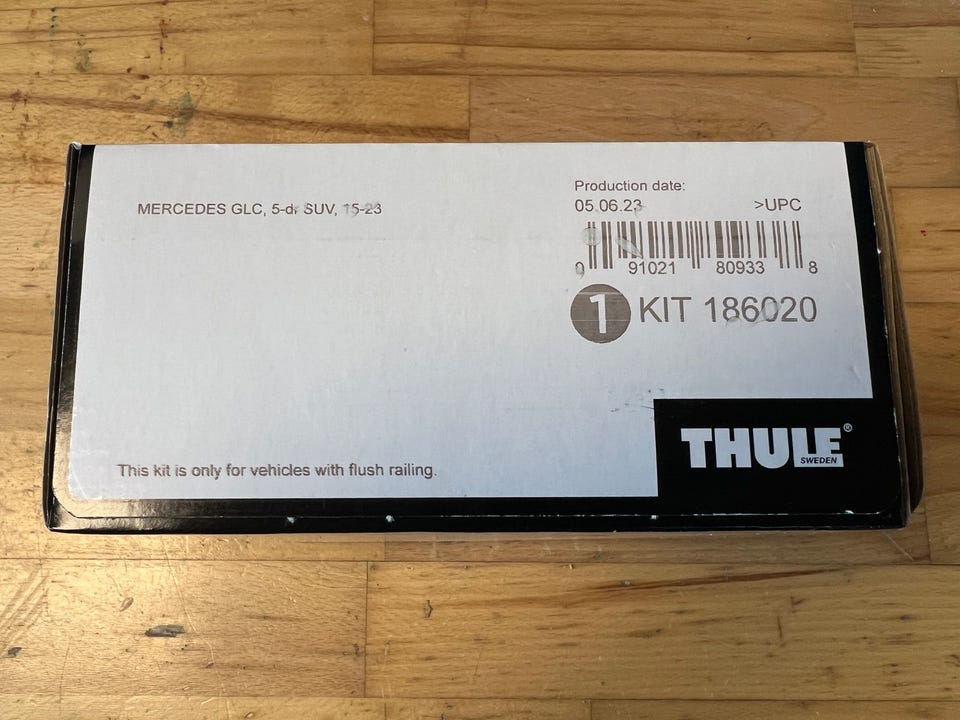 MERCEDES GLC, 5-dr SUV, 15-23
Production date:
05.06.23 >UPC
0 91021 80933 8
1 KIT 186020
THULE®
SWEDEN
This kit is only for vehicles with flush railing.